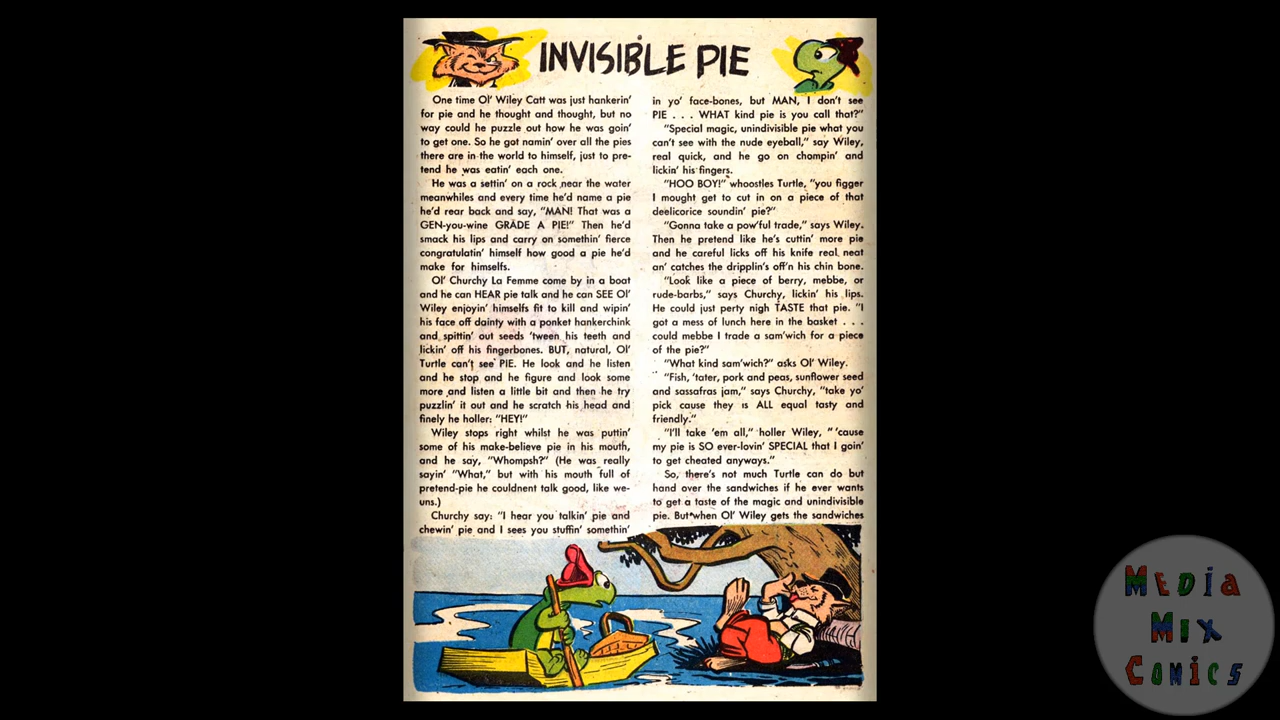 INVISIBLE PIE
One time Ol' Wiley Catt was just hankerin'
for pie and he thought and thought, but no
way could he puzzle out how he was goin'
to get one. So he got namin' over all the pies
there are in the world to himself, just to pre-
tend he was eatin' each one.
He was a settin' on a rock near the water
meanwhiles and every time he'd name a pie
he'd rear back and say, "MAN! That was a
GEN-you-wine GRADE A PIE!" Then he'd
smack his lips and carry on somethin' fierce
congratulatin' himself how good a pie he'd
make for himselfs.
Ol' Churchy La Femme come by in a boat
and he can HEAR pie talk and he can SEE Ol'
Wiley enjoyin' himselfs fit to kill and wipin'
his face off dainty with a ponket hankerchink
and spittin' out seeds 'tween his teeth and
lickin' off his fingerbones. BUT, natural, Ol'
Turtle can't see PIE. He look and he listen
and he stop and he figure and look some
more and listen a little bit and then he try
puzzlin' it out and he scratch his head and
finely he holler: "HEY!"
Wiley stops right whilst he was puttin'
some of his make-believe pie in his mouth,
and he say, "Whompsh?" (He was really
sayin' "What," but with his mouth full of
pretend-pie he couldnent talk good, like we-
uns.)
Churchy say: "I hear you talkin' pie and
chewin' pie and I sees you stuffin' somethin'
in yo' face-bones, but MAN, I don't see
PIE . . . WHAT kind pie is you call that?"
"Special magic, unindivisible pie what you
can't see with the nude eyeball," say Wiley,
real quick, and he go on chompin' and
lickin' his fingers.
"HOO BOY!" whoostles Turtle, "you figger
I mought get to cut in on a piece of that
deelicorice soundin' pie?"
"Gonna take a pow'ful trade," says Wiley.
Then he pretend like he's cuttin' more pie
and he careful licks off his knife real neat
an' catches the dripplin's off'n his chin bone.
"Look like a piece of berry, mebbe, or
rude-barbs," says Churchy, lickin' his lips.
He could just perty nigh TASTE that pie. "I
got a mess of lunch here in the basket . . .
could mebbe I trade a sam'wich for a piece
of the pie?"
"What kind sam'wich?" asks Ol' Wiley.
"Fish, 'tater, pork and peas, sunflower seed
and sassafras jam," says Churchy, "take yo'
pick cause they is ALL equal tasty and
friendly."
"I'll take 'em all," holler Wiley, " 'cause
my pie is SO ever-lovin' SPECIAL that I goin'
to get cheated anyways."
So, there's not much Turtle can do but
hand over the sandwiches if he ever wants
to get a taste of the magic and unindivisible
pie. But when Ol' Wiley gets the sandwiches
MEDIA
MIX
COMICS